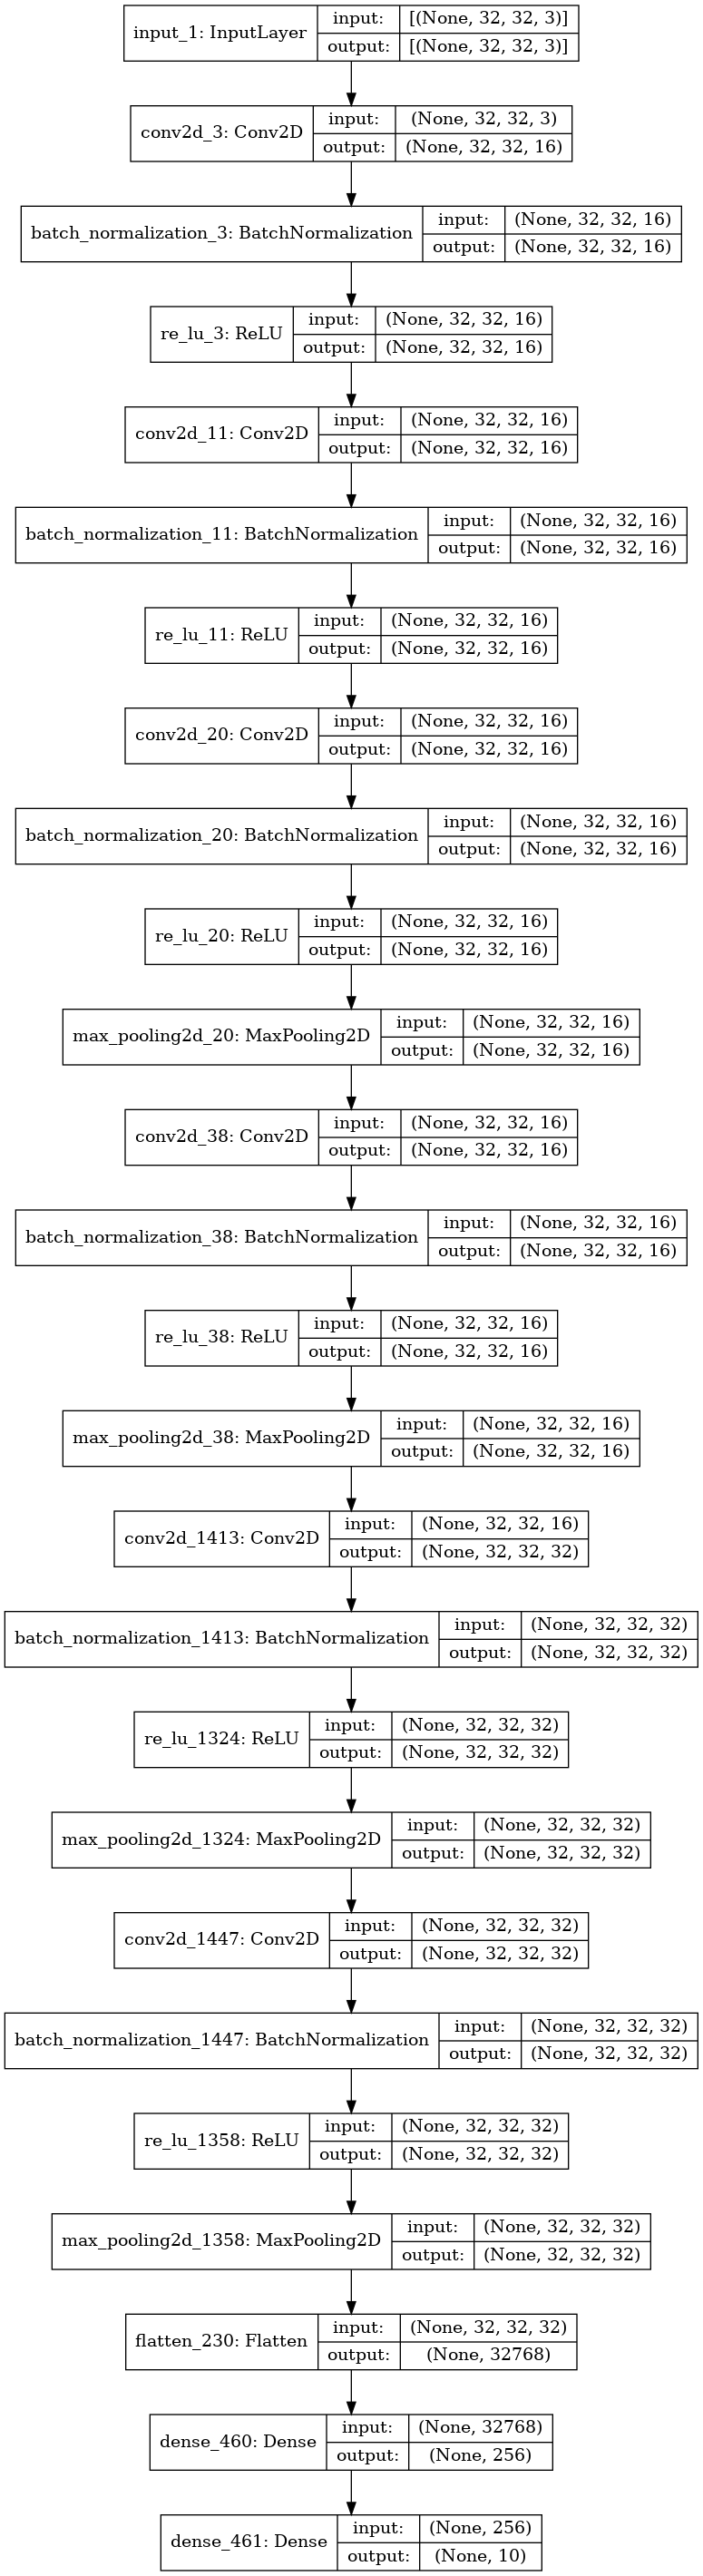 input_1: InputLayer
input:
[(None, 32, 32, 3)]
output:
[(None, 32, 32, 3)]
conv2d_3: Conv2D
input:
(None, 32, 32, 3)
output:
(None, 32, 32, 16)
batch_normalization_3: BatchNormalization
input:
(None, 32, 32, 16)
output:
(None, 32, 32, 16)
re_lu_3: ReLU
input:
(None, 32, 32, 16)
output:
(None, 32, 32, 16)
conv2d_11: Conv2D
input:
(None, 32, 32, 16)
output:
(None, 32, 32, 16)
batch_normalization_11: BatchNormalization
input:
(None, 32, 32, 16)
output:
(None, 32, 32, 16)
re_lu_11: ReLU
input:
(None, 32, 32, 16)
output:
(None, 32, 32, 16)
conv2d_20: Conv2D
input:
(None, 32, 32, 16)
output:
(None, 32, 32, 16)
batch_normalization_20: BatchNormalization
input:
(None, 32, 32, 16)
output:
(None, 32, 32, 16)
re_lu_20: ReLU
input:
(None, 32, 32, 16)
output:
(None, 32, 32, 16)
max_pooling2d_20: MaxPooling2D
input:
(None, 32, 32, 16)
output:
(None, 32, 32, 16)
conv2d_38: Conv2D
input:
(None, 32, 32, 16)
output:
(None, 32, 32, 16)
batch_normalization_38: BatchNormalization
input:
(None, 32, 32, 16)
output:
(None, 32, 32, 16)
re_lu_38: ReLU
input:
(None, 32, 32, 16)
output:
(None, 32, 32, 16)
max_pooling2d_38: MaxPooling2D
input:
(None, 32, 32, 16)
output:
(None, 32, 32, 16)
conv2d_1413: Conv2D
input:
(None, 32, 32, 16)
output:
(None, 32, 32, 32)
batch_normalization_1413: BatchNormalization
input:
(None, 32, 32, 32)
output:
(None, 32, 32, 32)
re_lu_1324: ReLU
input:
(None, 32, 32, 32)
output:
(None, 32, 32, 32)
max_pooling2d_1324: MaxPooling2D
input:
(None, 32, 32, 32)
output:
(None, 32, 32, 32)
conv2d_1447: Conv2D
input:
(None, 32, 32, 32)
output:
(None, 32, 32, 32)
batch_normalization_1447: BatchNormalization
input:
(None, 32, 32, 32)
output:
(None, 32, 32, 32)
re_lu_1358: ReLU
input:
(None, 32, 32, 32)
output:
(None, 32, 32, 32)
max_pooling2d_1358: MaxPooling2D
input:
(None, 32, 32, 32)
output:
(None, 32, 32, 32)
flatten_230: Flatten
input:
(None, 32, 32, 32)
output:
(None, 32768)
dense_460: Dense
input:
(None, 32768)
output:
(None, 256)
dense_461: Dense
input:
(None, 256)
output:
(None, 10)